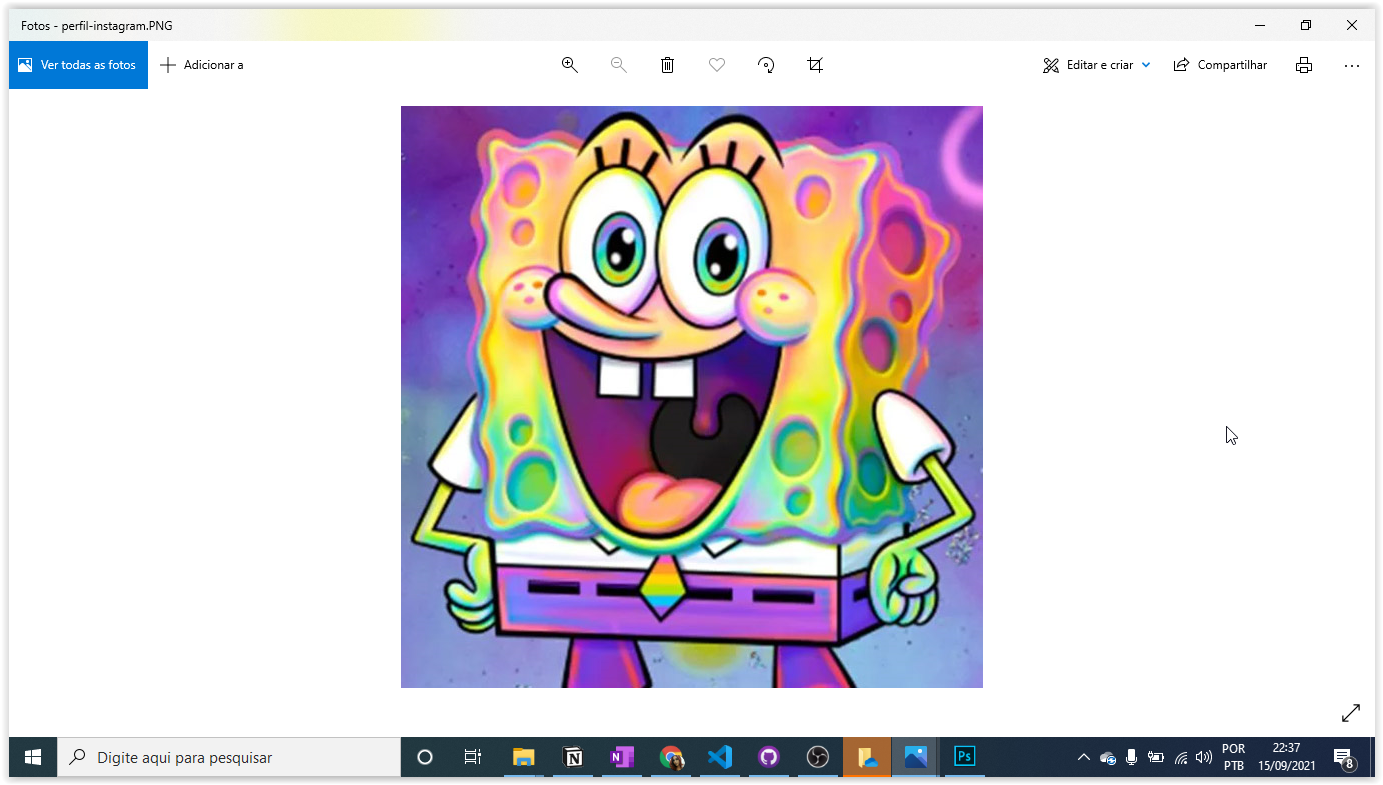 Fotos - perfil-instagram.PNG
Ver todas as fotos
Adicionar a
Editar e criar
Compartilhar
Digite aqui para pesquisar
Ps
POR
PTB
22:37
15/09/2021
8